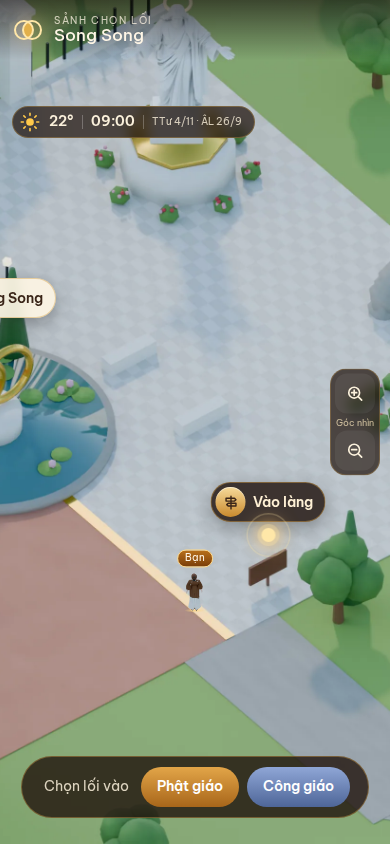 SẢNH CHỌN LỐI
Song Song
22° 09:00 TTư 4/11 · ÂL 26/9
g Song
Góc nhìn
Vào làng
Bạn
Chọn lối vào Phật giáo Công giáo